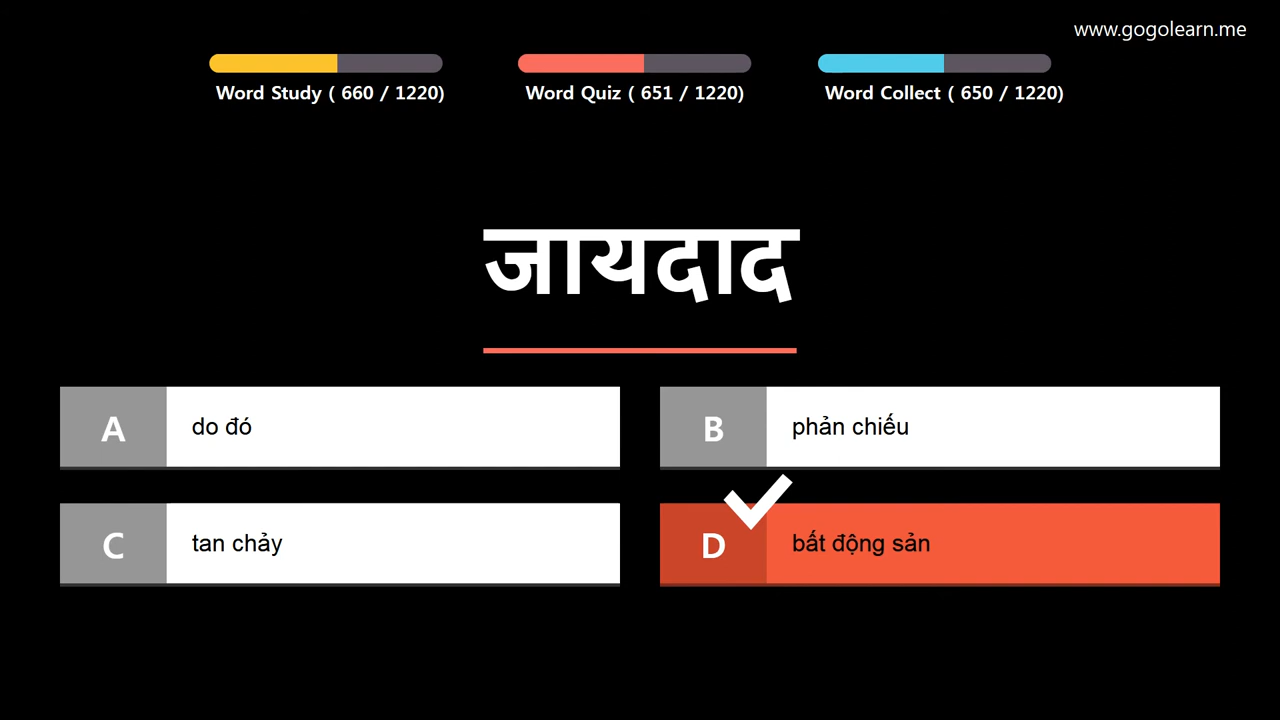 www.gogolearn.me
Word Study ( 660 / 1220)
Word Quiz ( 651 / 1220)
Word Collect ( 650 / 1220)
जायदाद
A
do đó
B
phản chiếu
C
tan chảy
D
bất động sản